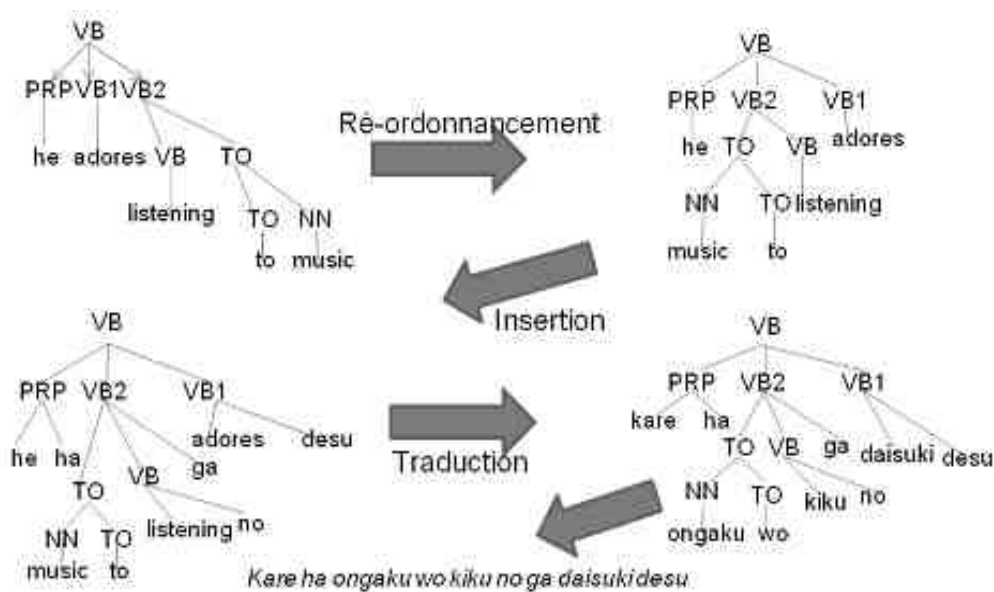 VB
PRP VB1 VB2
he adores VB TO
listening TO NN
to music
Ré-ordonnancement
VB
PRP VB2 VB1
he TO VB adores
NN TO listening
music to
Insertion
VB
PRP VB2 VB1
he ha TO VB ga adores desu
NN TO listening no
music to
Traduction
VB
PRP VB2 VB1
kare ha TO VB ga daisuki desu
NN TO kiku no
ongaku wo
Kare ha ongaku wo kiku no ga daisuki desu